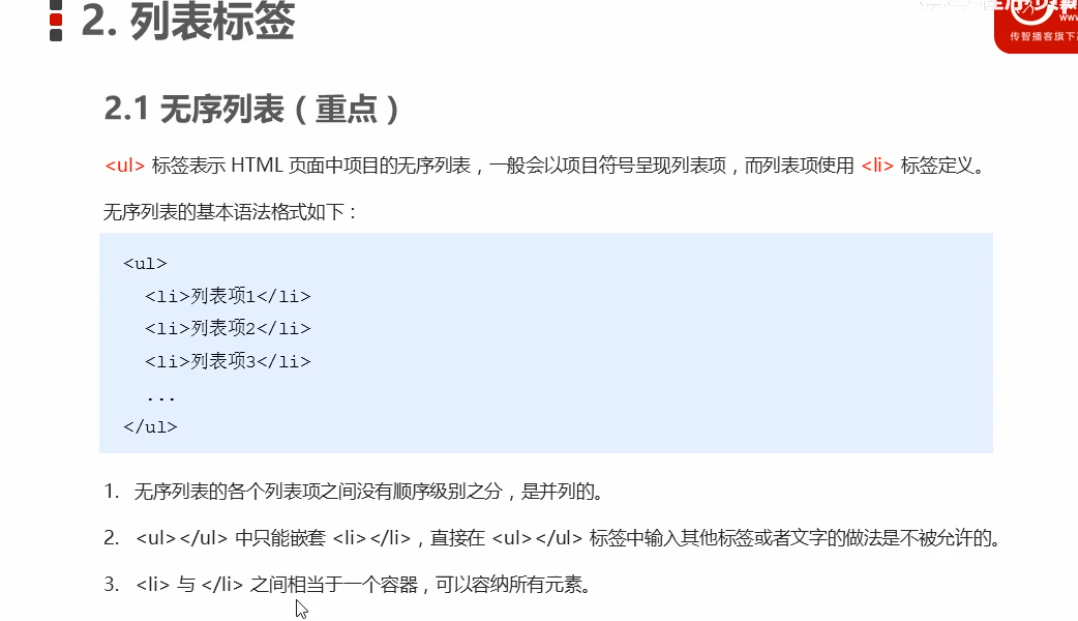 2. 列表标签
www
传智播客旗下
2.1 无序列表（重点）
<ul> 标签表示 HTML 页面中项目的无序列表，一般会以项目符号呈现列表项，而列表项使用 <li> 标签定义。
无序列表的基本语法格式如下：
<ul>
<li>列表项1</li>
<li>列表项2</li>
<li>列表项3</li>
...
</ul>
1. 无序列表的各个列表项之间没有顺序级别之分，是并列的。
2. <ul></ul> 中只能嵌套 <li></li>，直接在 <ul></ul> 标签中输入其他标签或者文字的做法是不被允许的。
3. <li> 与 </li> 之间相当于一个容器，可以容纳所有元素。